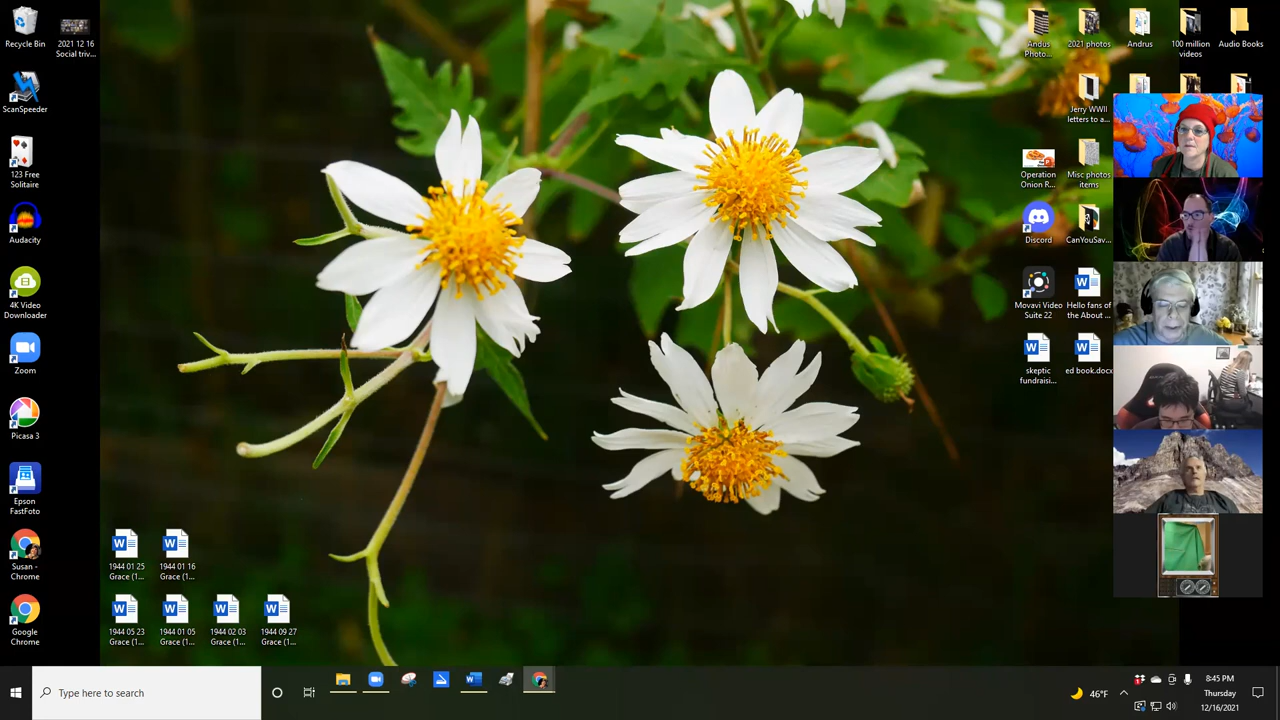 Recycle Bin
2021 12 16
Social triv...
ScanSpeeder
123 Free
Solitaire
Audacity
4K Video
Downloader
Zoom
Picasa 3
Epson
FastFoto
Susan -
Chrome
Google
Chrome
1944 01 25
Grace (1...
1944 01 16
Grace (1...
1944 05 23
Grace (1...
1944 01 05
Grace (1...
1944 02 03
Grace (1...
1944 09 27
Grace (1...
Andus
Photo...
2021 photos
Andrus
100 million
videos
Audio Books
Jerry WWII
letters to a...
Operation
Onion R...
Misc photos
items
Discord
CanYouSav...
Movavi Video
Suite 22
Hello fans of
the About ...
skeptic
fundraisi...
ed book.docx
Type here to search
46°F
8:45 PM
Thursday
12/16/2021